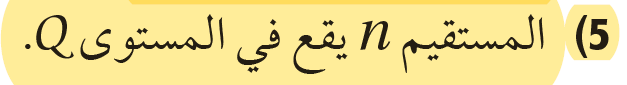 5) المستقيم n يقع في المستوى Q.